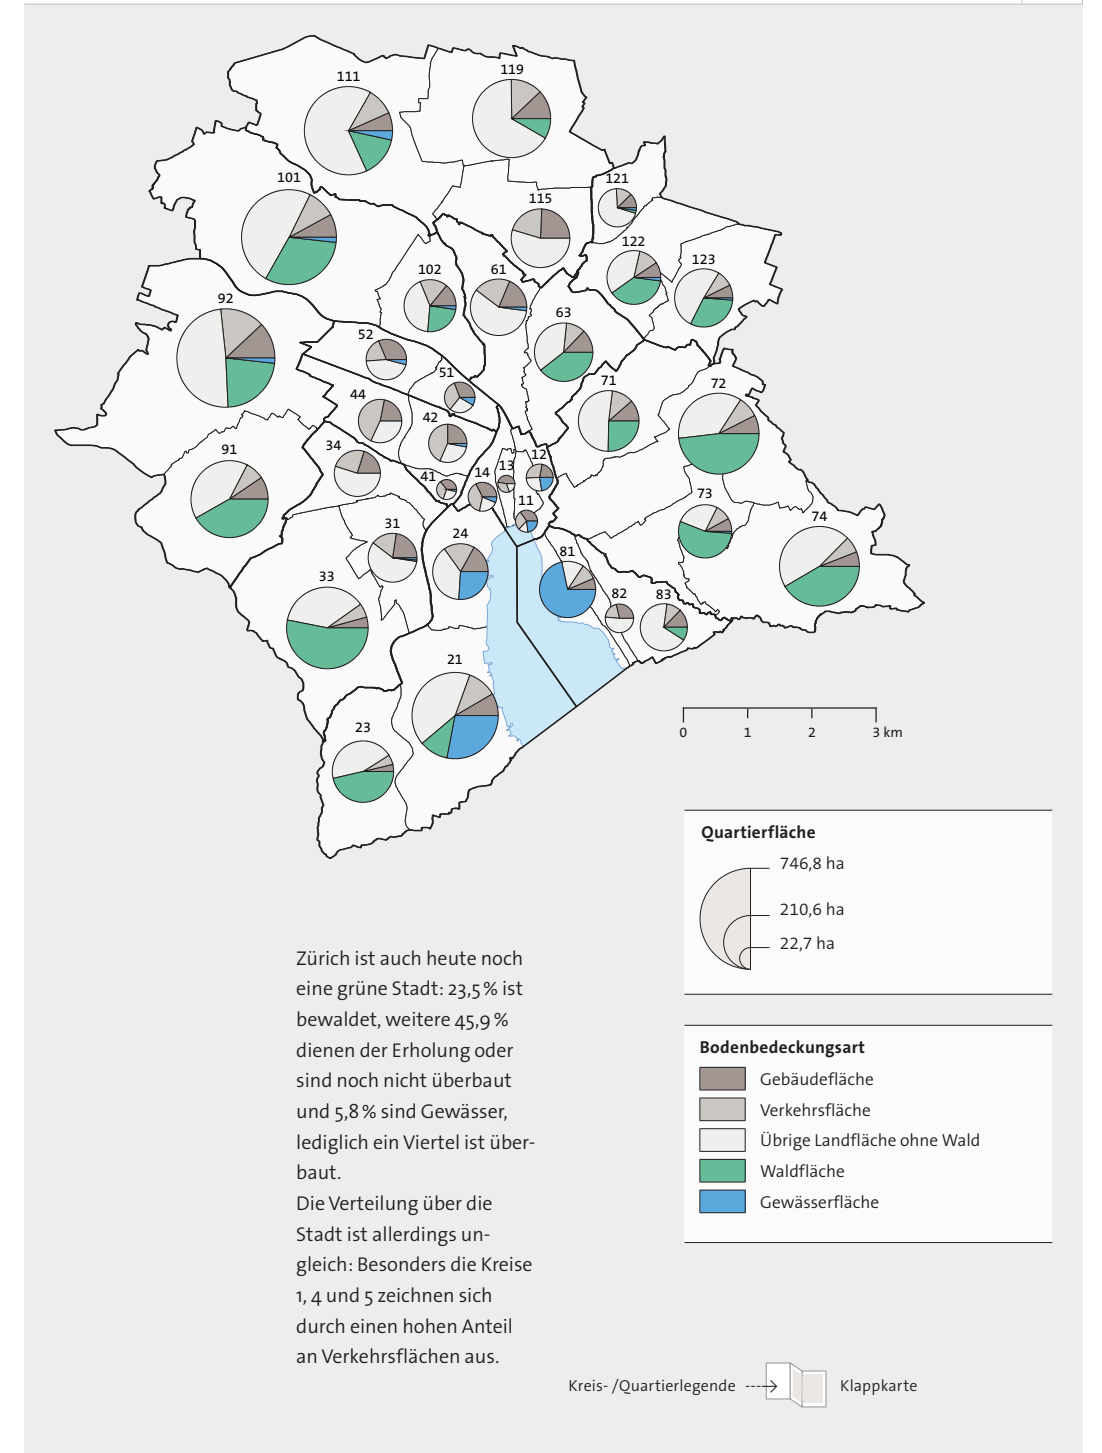 111
119
101
121
115
122
123
102
61
92
63
52
51
71
72
44
42
91
34
41
14
13
12
11
73
74
31
24
81
33
82
83
21
23
0 1 2 3 km
Quartierfläche
746,8 ha
210,6 ha
22,7 ha
Zürich ist auch heute noch
eine grüne Stadt: 23,5 % ist
bewaldet, weitere 45,9 %
dienen der Erholung oder
sind noch nicht überbaut
und 5,8 % sind Gewässer,
lediglich ein Viertel ist über-
baut.
Die Verteilung über die
Stadt ist allerdings un-
gleich: Besonders die Kreise
1, 4 und 5 zeichnen sich
durch einen hohen Anteil
an Verkehrsflächen aus.
Bodenbedeckungsart
Gebäudefläche
Verkehrsfläche
Übrige Landfläche ohne Wald
Waldfläche
Gewässerfläche
Kreis- /Quartierlegende
Klappkarte